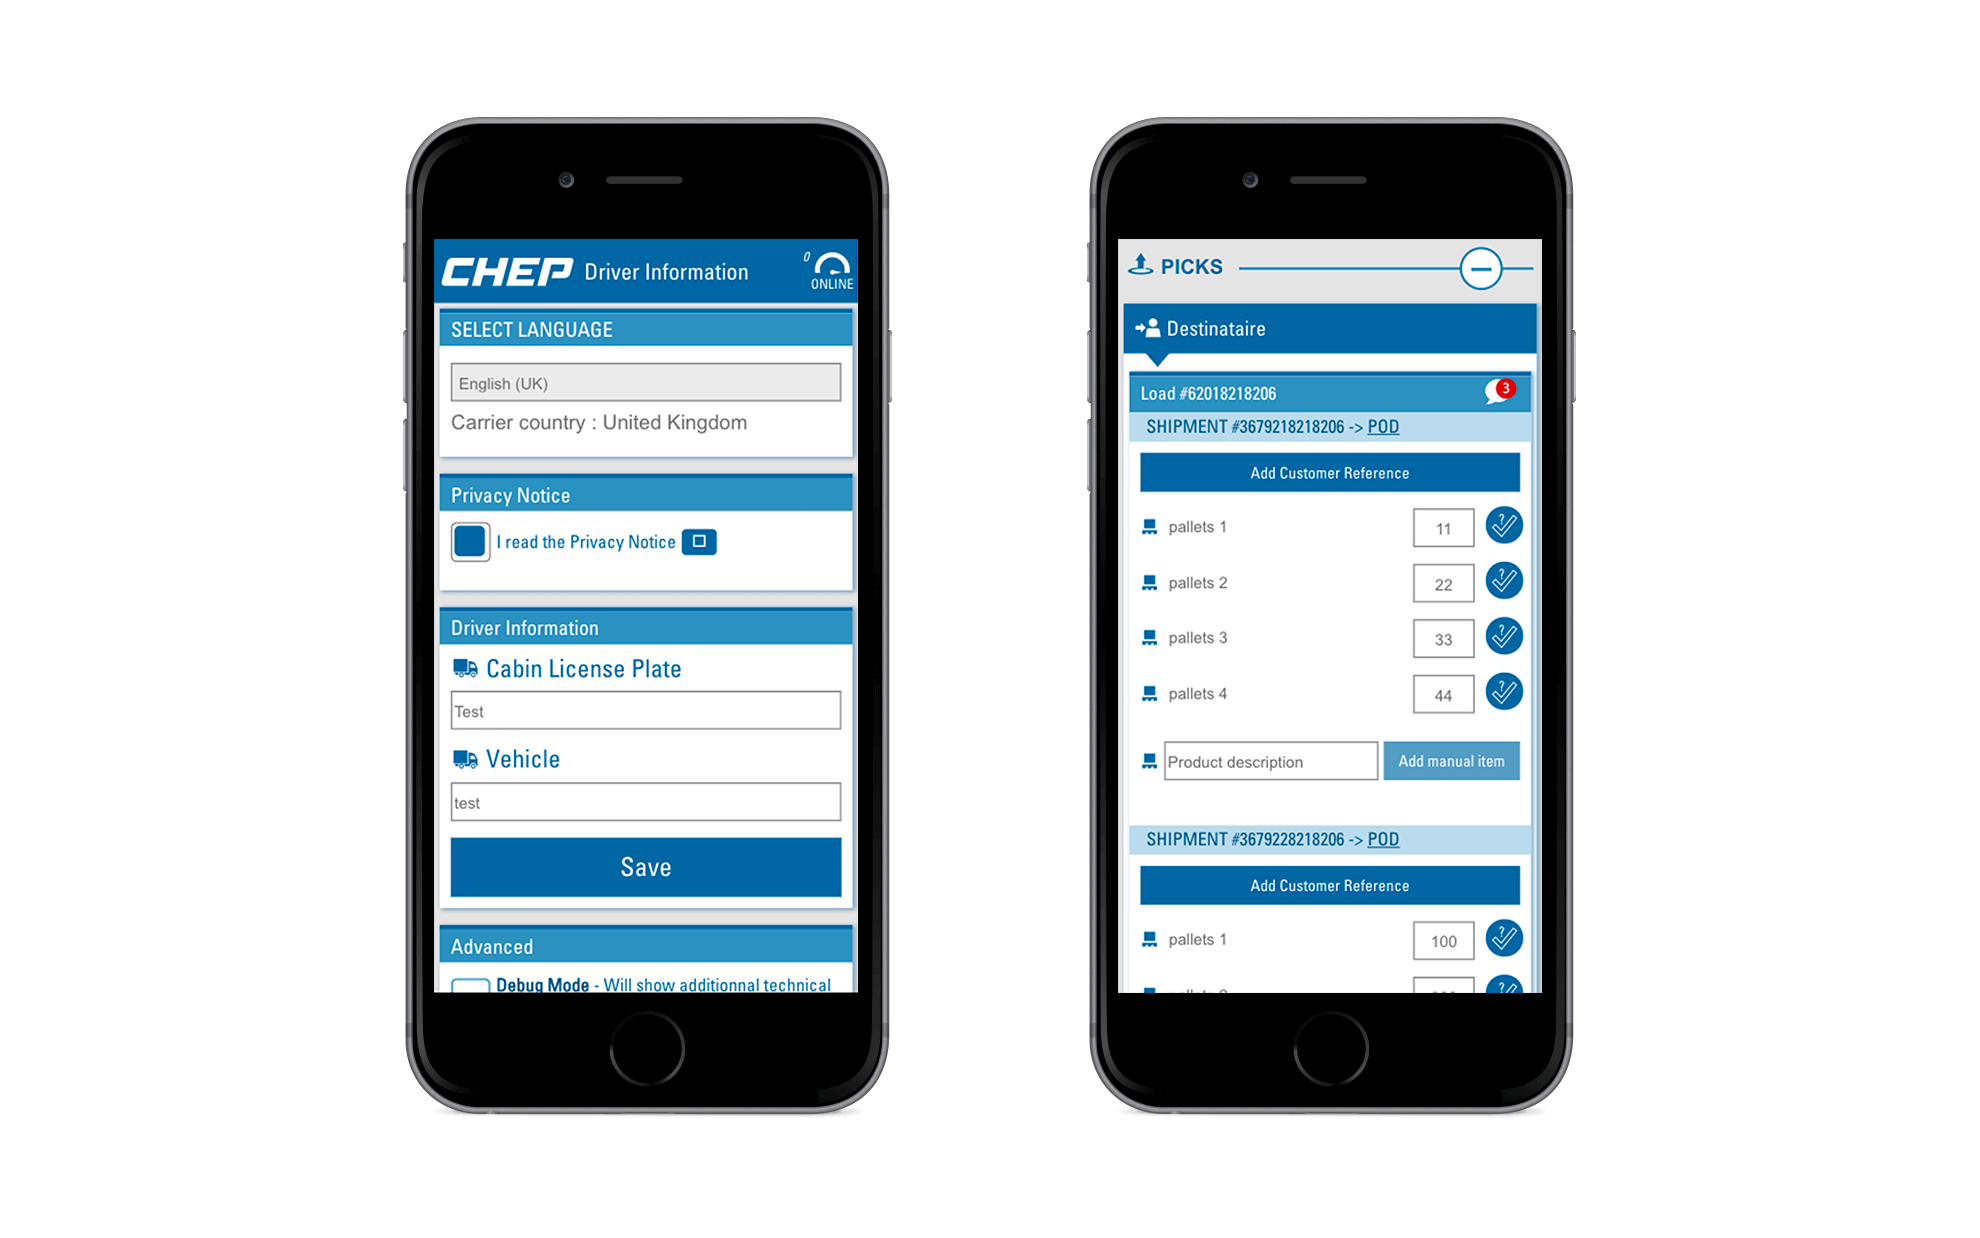 CHEP Driver Information
0
ONLINE
SELECT LANGUAGE
English (UK)
Carrier country : United Kingdom
Privacy Notice
I read the Privacy Notice
Driver Information
Cabin License Plate
Test
Vehicle
test
Save
Advanced
Debug Mode - Will show additionnal technical
PICKS
Destinataire
Load #62018218206
3
SHIPMENT #3679218218206 -> POD
Add Customer Reference
pallets 1 11
pallets 2 22
pallets 3 33
pallets 4 44
Product description Add manual item
SHIPMENT #3679228218206 -> POD
Add Customer Reference
pallets 1 100